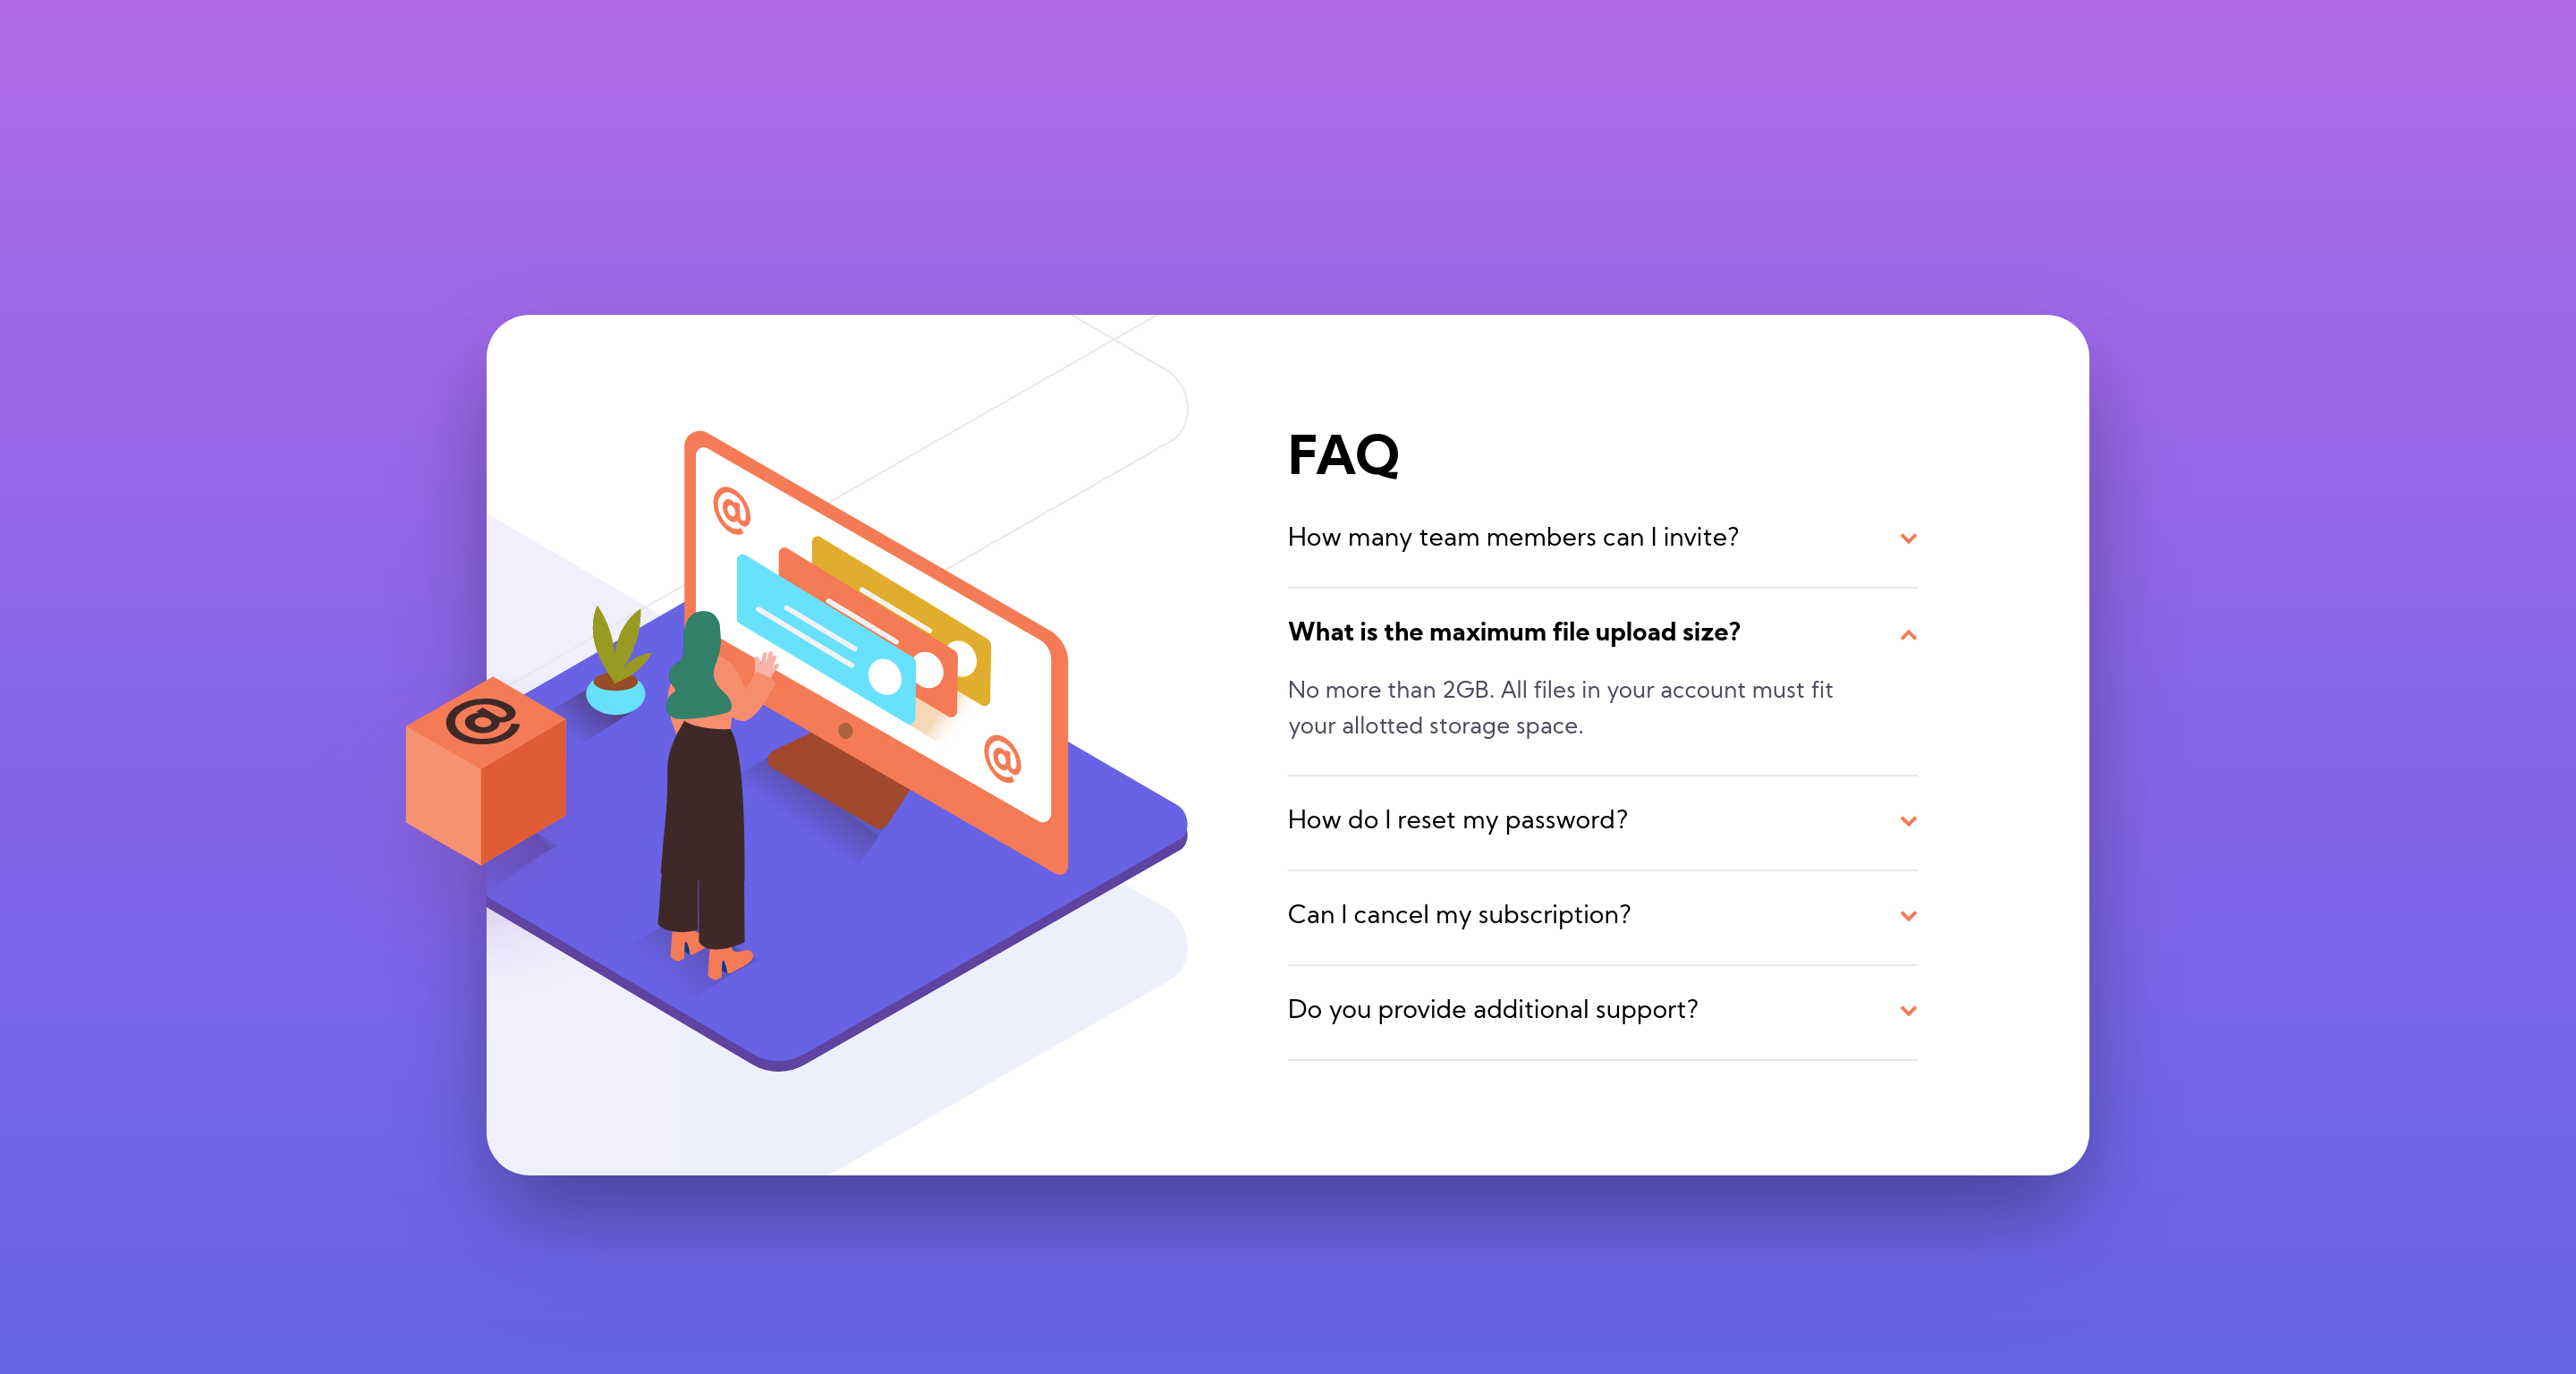 FAQ
How many team members can I invite?
What is the maximum file upload size?
No more than 2GB. All files in your account must fit
your allotted storage space.
How do I reset my password?
Can I cancel my subscription?
Do you provide additional support?
@
@
@